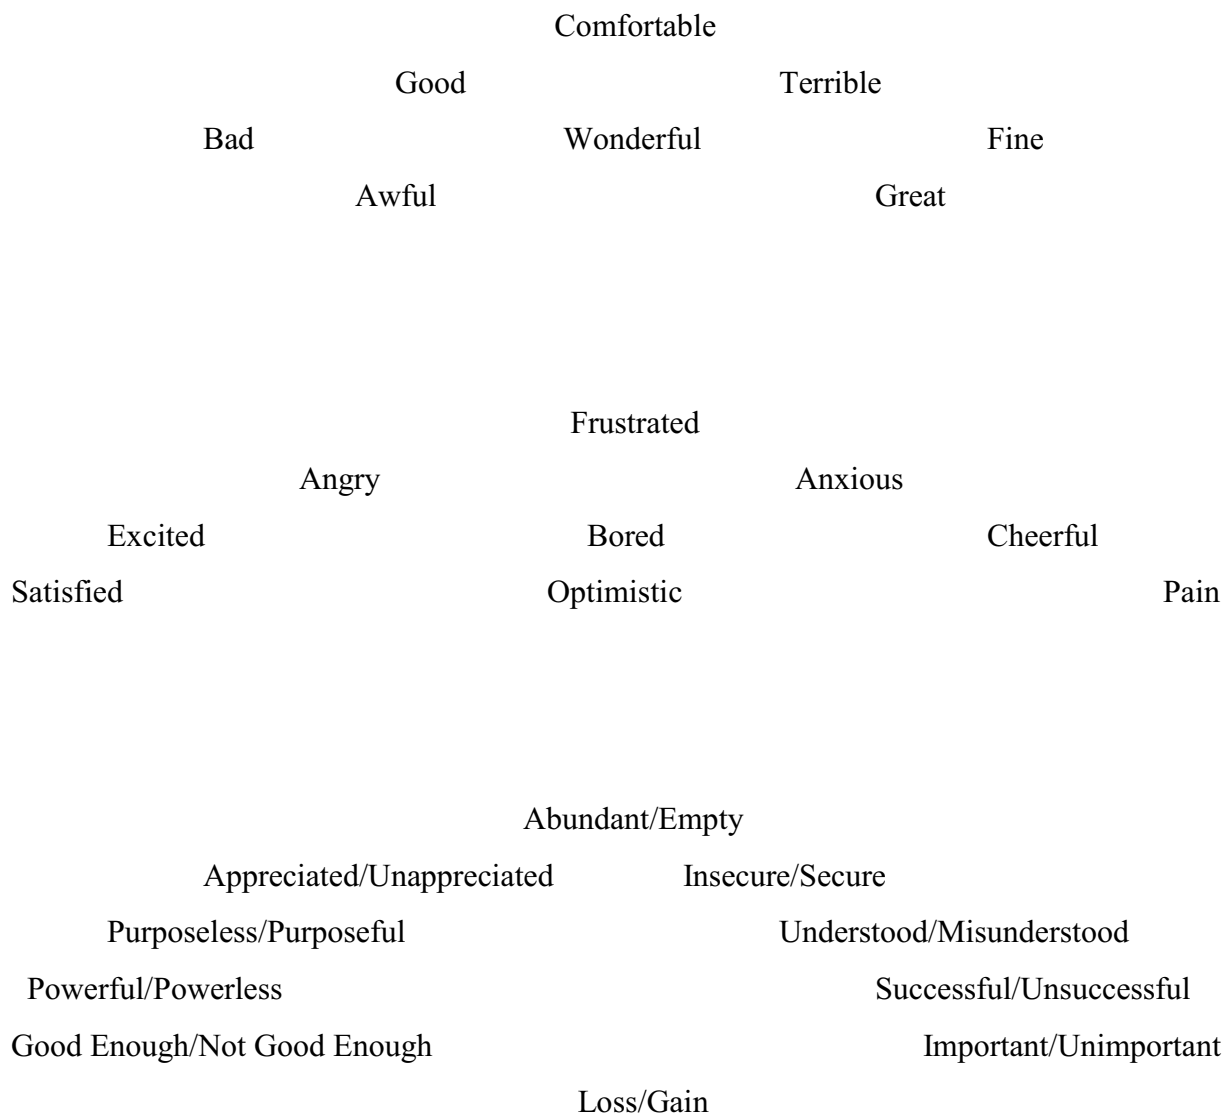 Comfortable
Good Terrible
Bad Wonderful Fine
Awful Great
Frustrated
Angry Anxious
Excited Bored Cheerful
Satisfied Optimistic Pain
Abundant/Empty
Appreciated/Unappreciated Insecure/Secure
Purposeless/Purposeful Understood/Misunderstood
Powerful/Powerless Successful/Unsuccessful
Good Enough/Not Good Enough Important/Unimportant
Loss/Gain